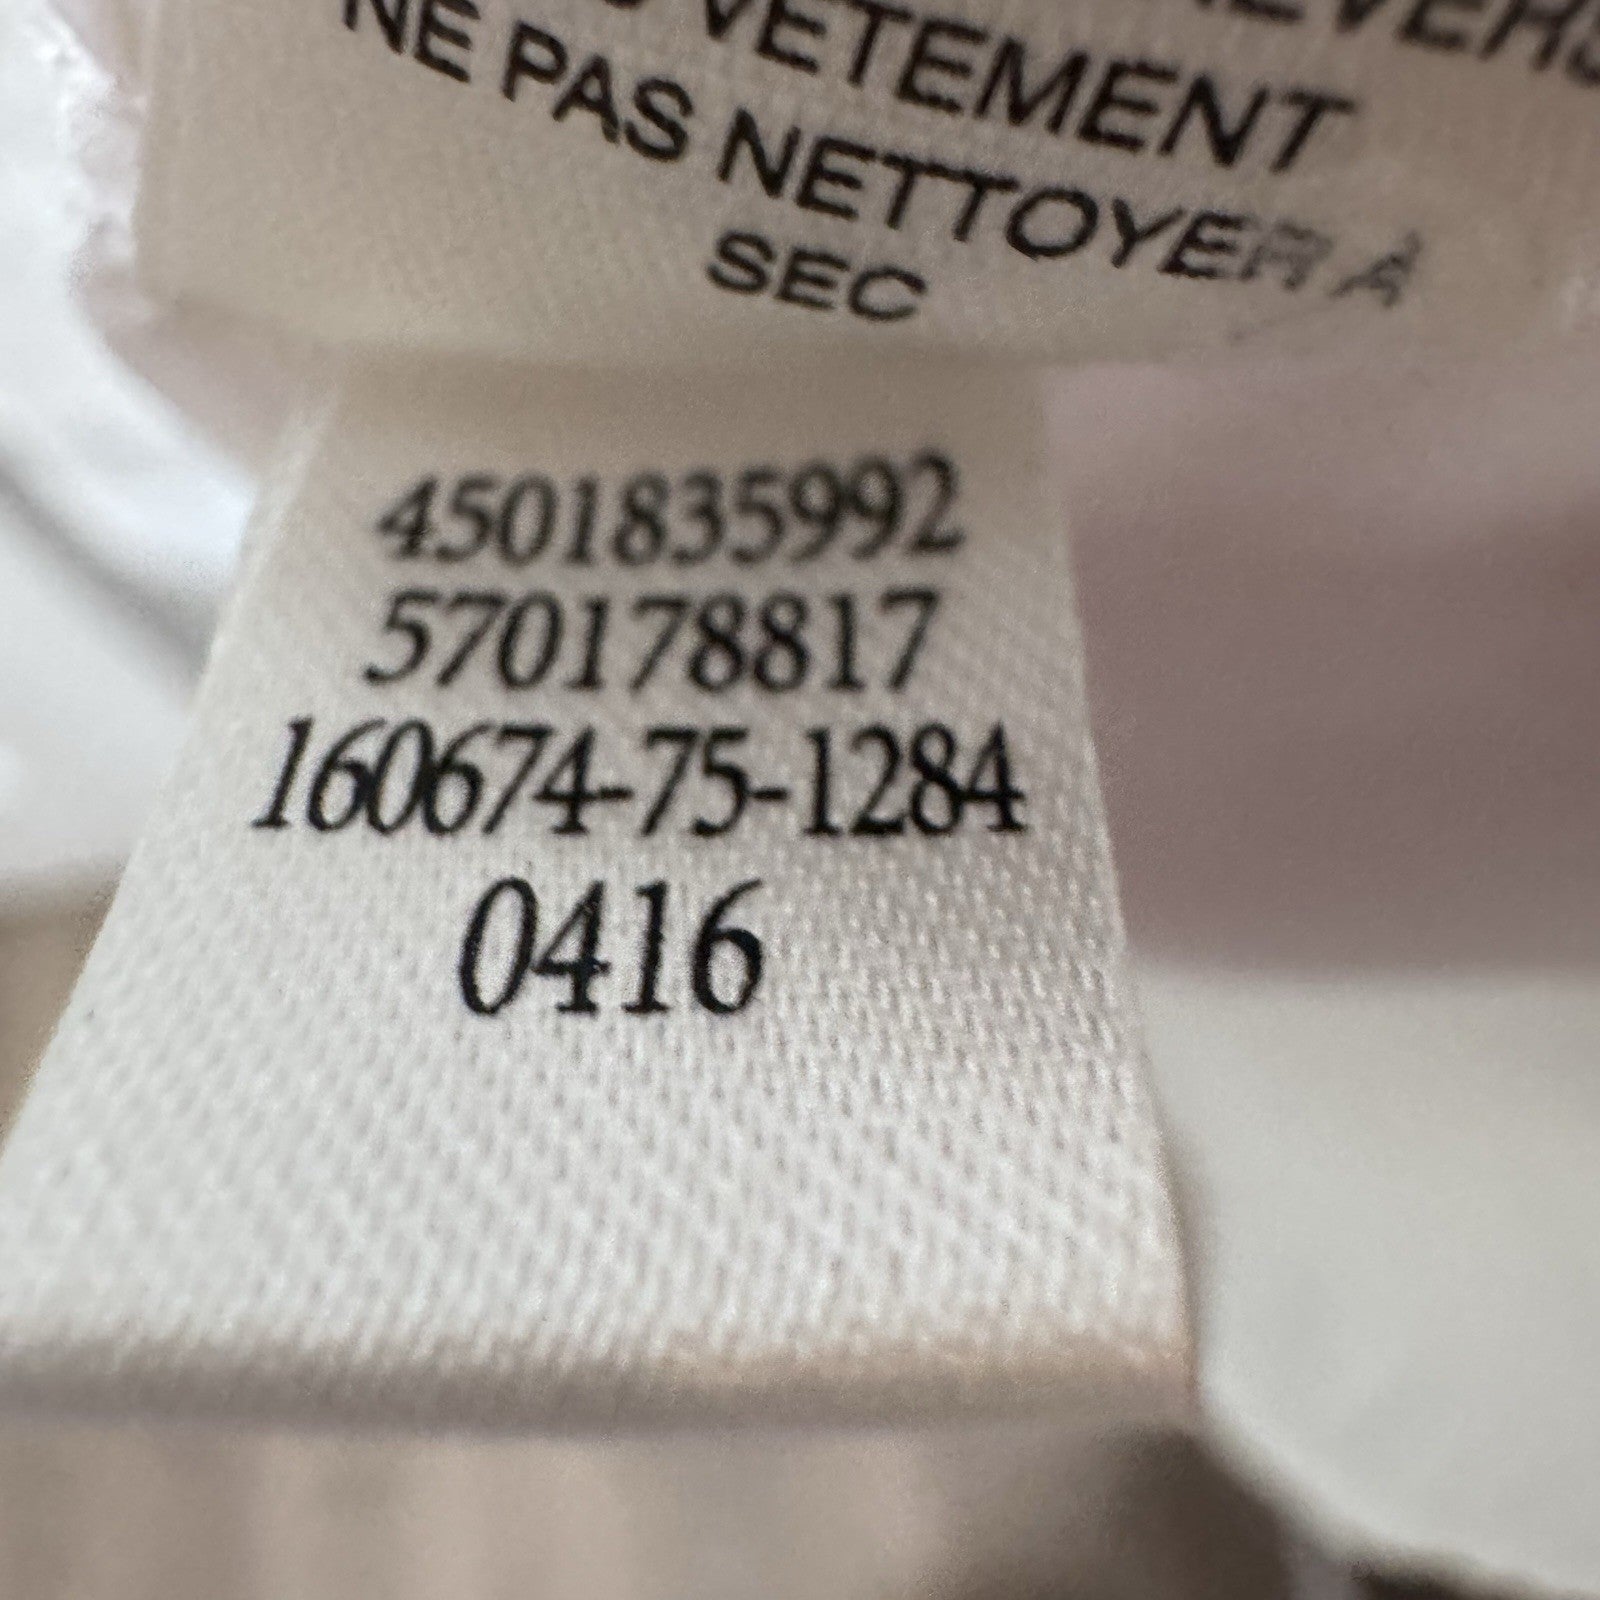 VETEMENT
NE PAS NETTOYER A
SEC
4501835992
570178817
160674-75-1284
0416